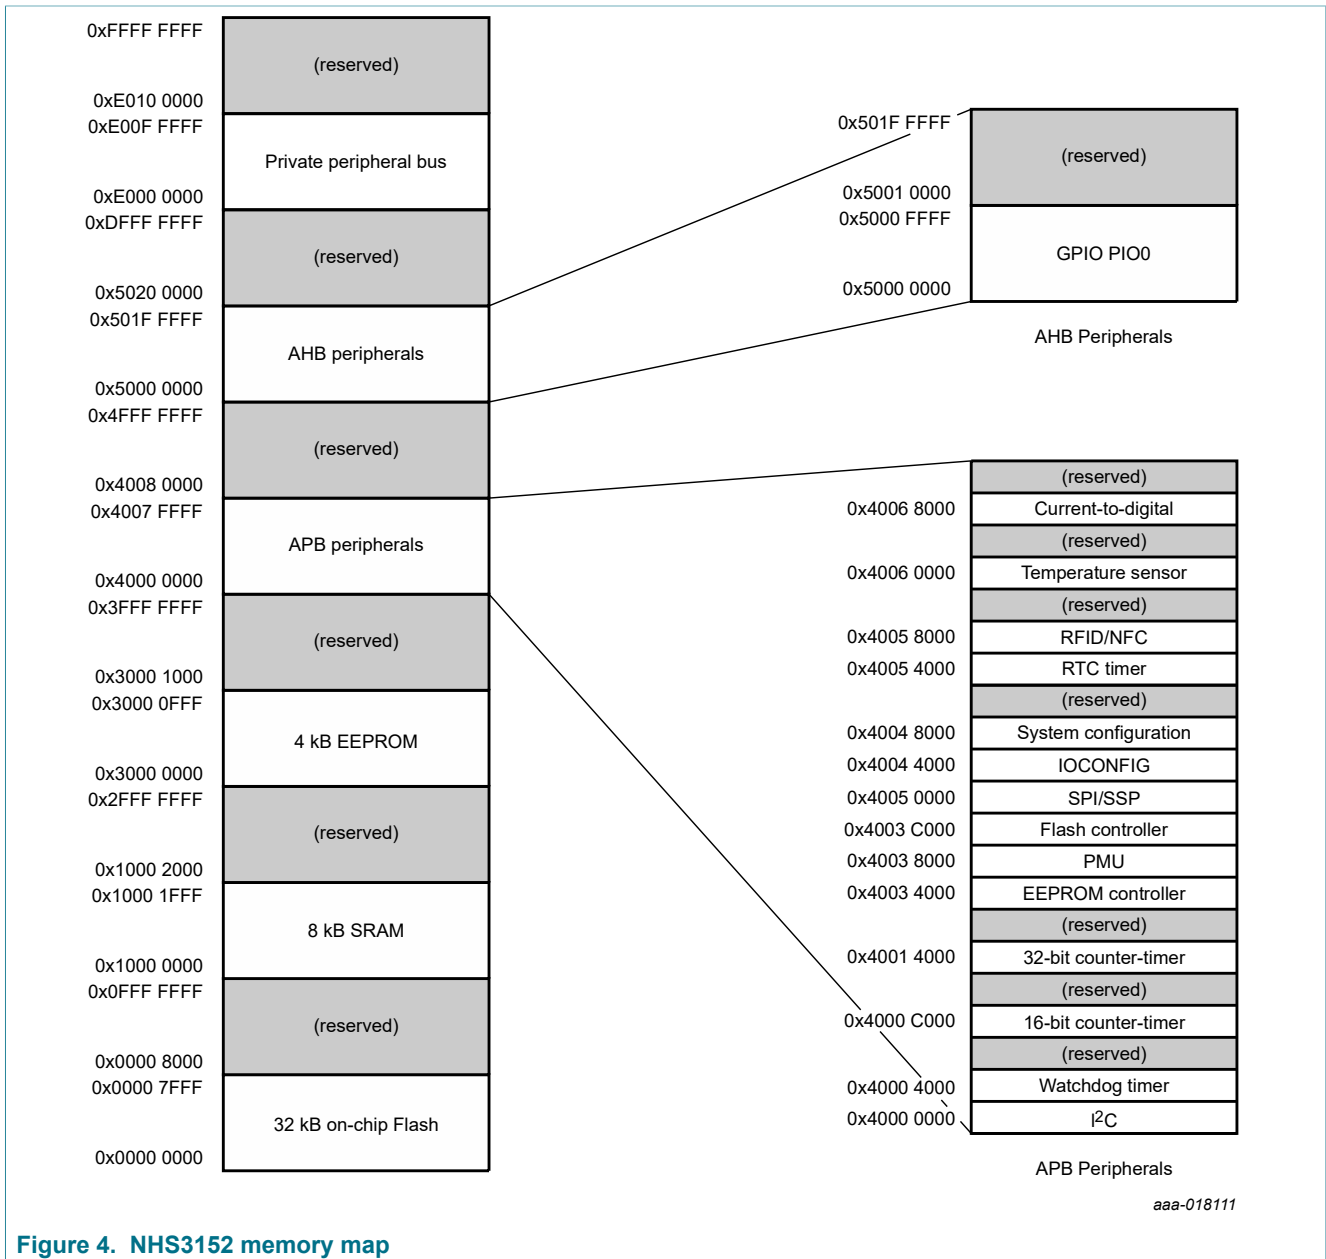 0xFFFF FFFF
(reserved)
0xE010 0000
0xE00F FFFF
Private peripheral bus
0xE000 0000
0xDFFF FFFF
(reserved)
0x5020 0000
0x501F FFFF
AHB peripherals
0x5000 0000
0x4FFF FFFF
(reserved)
0x4008 0000
0x4007 FFFF
APB peripherals
0x4000 0000
0x3FFF FFFF
(reserved)
0x3000 1000
0x3000 0FFF
4 kB EEPROM
0x3000 0000
0x2FFF FFFF
(reserved)
0x1000 2000
0x1000 1FFF
8 kB SRAM
0x1000 0000
0x0FFF FFFF
(reserved)
0x0000 8000
0x0000 7FFF
32 kB on-chip Flash
0x0000 0000
0x501F FFFF
(reserved)
0x5001 0000
0x5000 FFFF
GPIO PIO0
0x5000 0000
AHB Peripherals
(reserved)
0x4006 8000 Current-to-digital
(reserved)
0x4006 0000 Temperature sensor
(reserved)
0x4005 8000 RFID/NFC
0x4005 4000 RTC timer
(reserved)
0x4004 8000 System configuration
0x4004 4000 IOCONFIG
0x4005 0000 SPI/SSP
0x4003 C000 Flash controller
0x4003 8000 PMU
0x4003 4000 EEPROM controller
(reserved)
0x4001 4000 32-bit counter-timer
(reserved)
0x4000 C000 16-bit counter-timer
(reserved)
0x4000 4000 Watchdog timer
0x4000 0000 I2C
APB Peripherals
aaa-018111
Figure 4. NHS3152 memory map